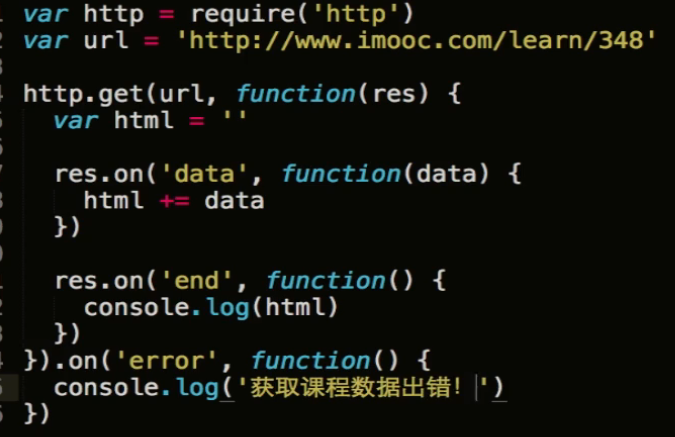 var http = require('http')
var url = 'http://www.imooc.com/learn/348'
http.get(url, function(res) {
var html = ''
res.on('data', function(data) {
html += data
})
res.on('end', function() {
console.log(html)
})
}).on('error', function() {
console.log('获取课程数据出错！')
})